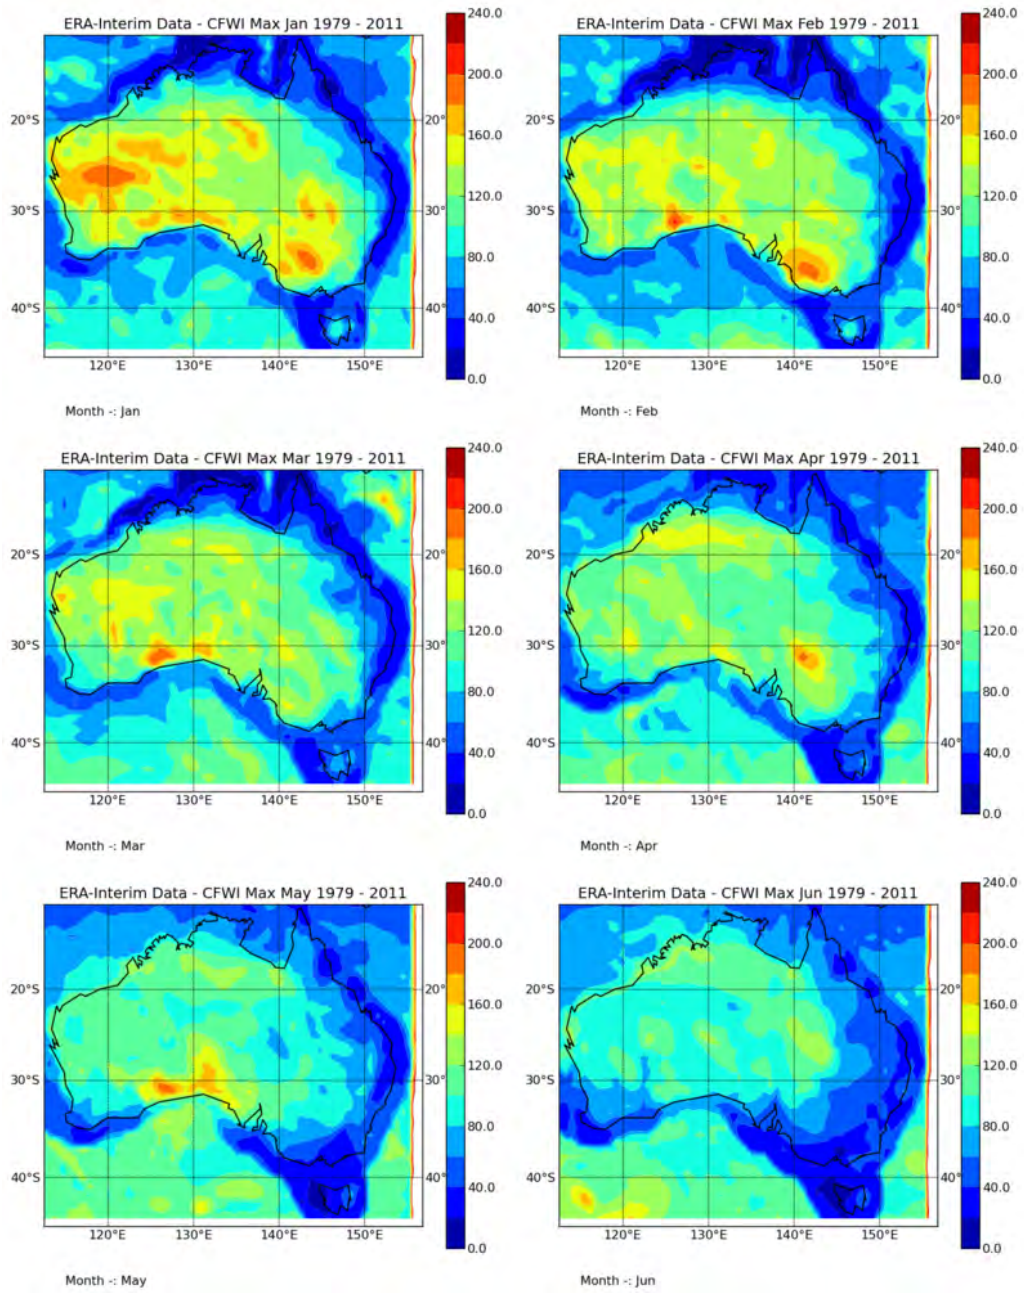 ERA-Interim Data - CFWI Max Jan 1979 - 2011
240.0
200.0
160.0
120.0
80.0
40.0
0.0
20°S
30°S
40°S
20°
30°
40°
120°E
130°E
140°E
150°E
Month -: Jan
ERA-Interim Data - CFWI Max Feb 1979 - 2011
240.0
200.0
160.0
120.0
80.0
40.0
0.0
20°S
30°S
40°S
20°
30°
40°
120°E
130°E
140°E
150°E
Month -: Feb
ERA-Interim Data - CFWI Max Mar 1979 - 2011
240.0
200.0
160.0
120.0
80.0
40.0
0.0
20°S
30°S
40°S
20°
30°
40°
120°E
130°E
140°E
150°E
Month -: Mar
ERA-Interim Data - CFWI Max Apr 1979 - 2011
240.0
200.0
160.0
120.0
80.0
40.0
0.0
20°S
30°S
40°S
20°
30°
40°
120°E
130°E
140°E
150°E
Month -: Apr
ERA-Interim Data - CFWI Max May 1979 - 2011
240.0
200.0
160.0
120.0
80.0
40.0
0.0
20°S
30°S
40°S
20°
30°
40°
120°E
130°E
140°E
150°E
Month -: May
ERA-Interim Data - CFWI Max Jun 1979 - 2011
240.0
200.0
160.0
120.0
80.0
40.0
0.0
20°S
30°S
40°S
20°
30°
40°
120°E
130°E
140°E
150°E
Month -: Jun